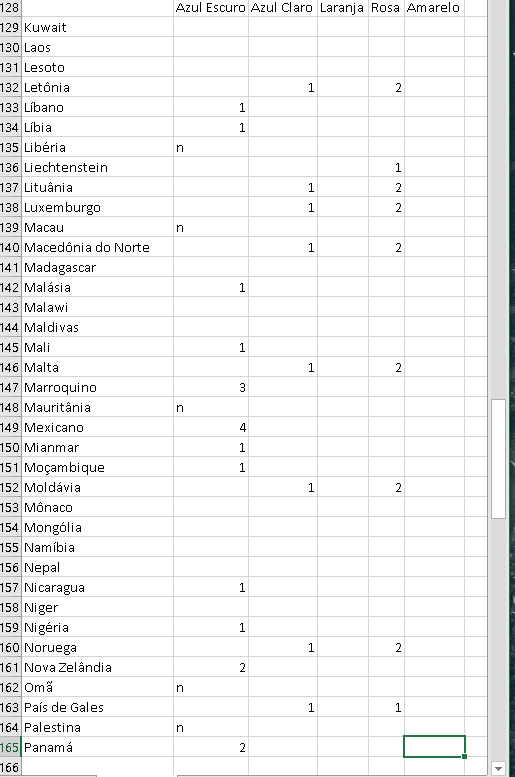 128 Azul Escuro Azul Claro Laranja Rosa Amarelo
129 Kuwait
130 Laos
131 Lesoto
132 Letônia 1 2
133 Líbano 1
134 Líbia 1
135 Libéria n
136 Liechtenstein 1
137 Lituânia 1 2
138 Luxemburgo 1 2
139 Macau n
140 Macedônia do Norte 1 2
141 Madagascar
142 Malásia 1
143 Malawi
144 Maldivas
145 Mali 1
146 Malta 1 2
147 Marroquino 3
148 Mauritânia n
149 Mexicano 4
150 Mianmar 1
151 Moçambique 1
152 Moldávia 1 2
153 Mônaco
154 Mongólia
155 Namíbia
156 Nepal
157 Nicaragua 1
158 Niger
159 Nigéria 1
160 Noruega 1 2
161 Nova Zelândia 2
162 Omã n
163 País de Gales 1 1
164 Palestina n
165 Panamá 2
166